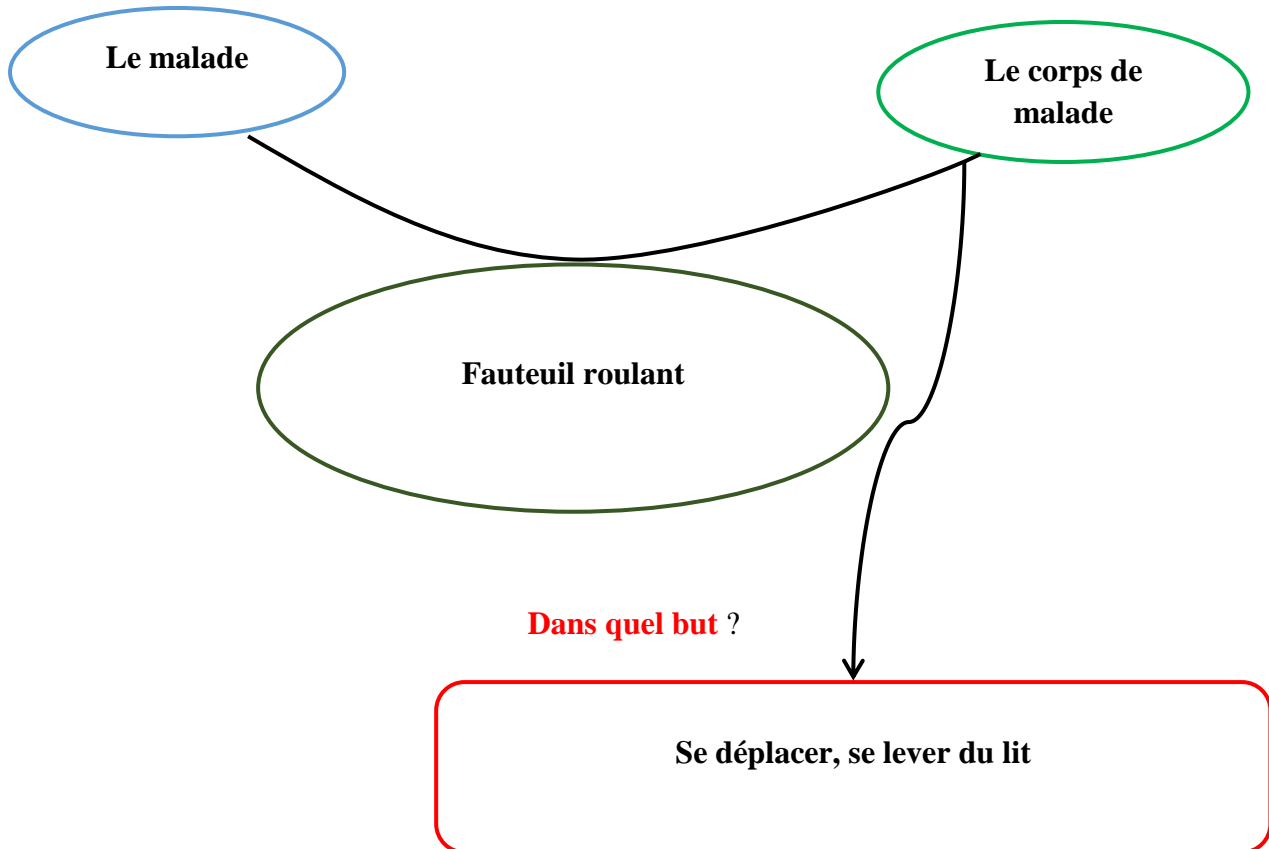 Le malade
Le corps de
malade
Fauteuil roulant
Dans quel but ?
Se déplacer, se lever du lit